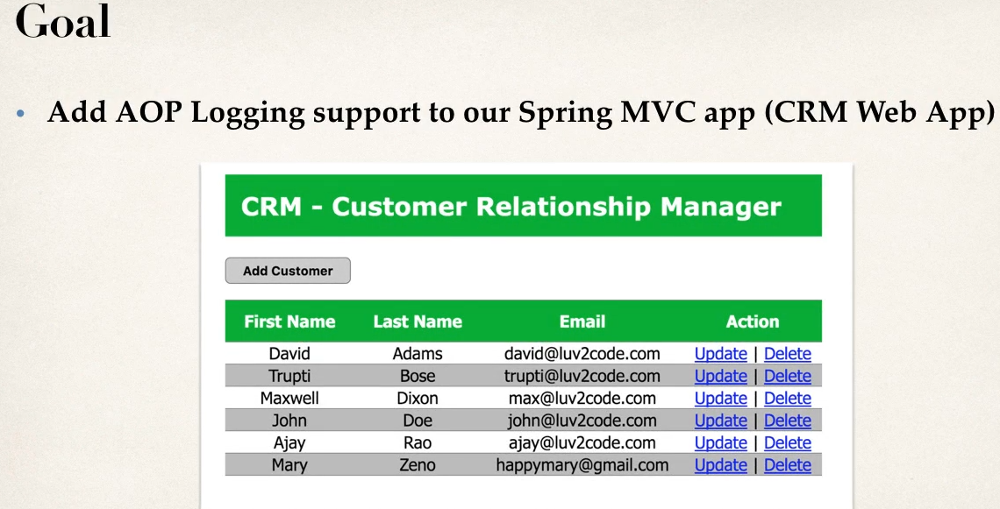 Goal
• Add AOP Logging support to our Spring MVC app (CRM Web App)
CRM - Customer Relationship Manager
Add Customer
First Name Last Name Email Action
David Adams david@luv2code.com Update | Delete
Trupti Bose trupti@luv2code.com Update | Delete
Maxwell Dixon max@luv2code.com Update | Delete
John Doe john@luv2code.com Update | Delete
Ajay Rao ajay@luv2code.com Update | Delete
Mary Zeno happymary@gmail.com Update | Delete